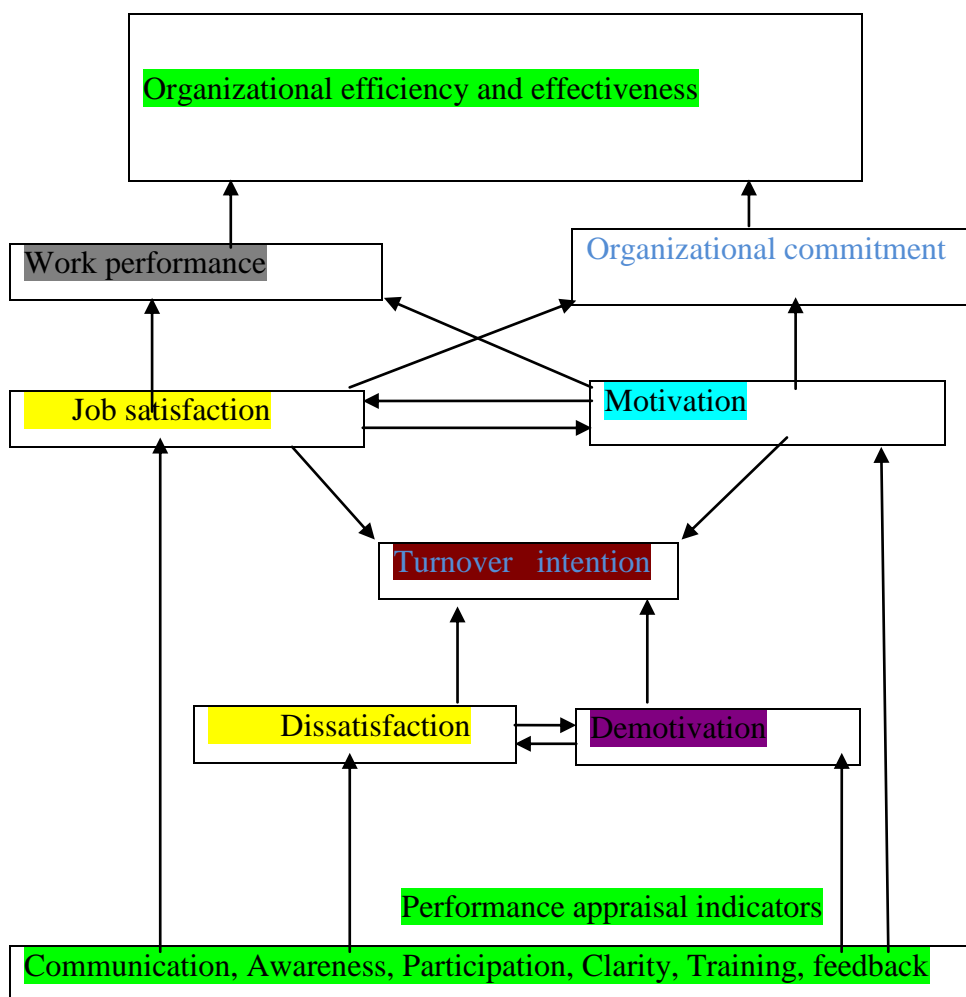 Organizational efficiency and effectiveness
Work performance
Organizational commitment
Job satisfaction
Motivation
Turnover intention
Dissatisfaction
Demotivation
Performance appraisal indicators
Communication, Awareness, Participation, Clarity, Training, feedback